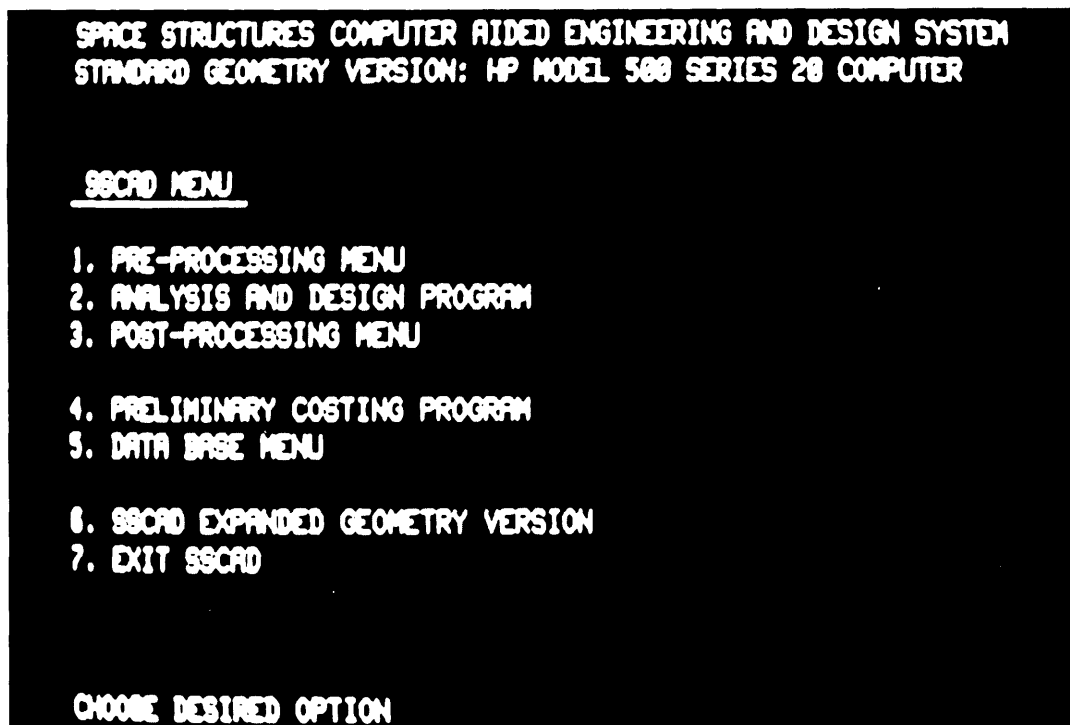 SPACE STRUCTURES COMPUTER AIDED ENGINEERING AND DESIGN SYSTEM
STANDARD GEOMETRY VERSION: HP MODEL 500 SERIES 20 COMPUTER
SSCAD MENU
1. PRE-PROCESSING MENU
2. ANALYSIS AND DESIGN PROGRAM
3. POST-PROCESSING MENU
4. PRELIMINARY COSTING PROGRAM
5. DATA BASE MENU
6. SSCAD EXPANDED GEOMETRY VERSION
7. EXIT SSCAD
CHOOSE DESIRED OPTION